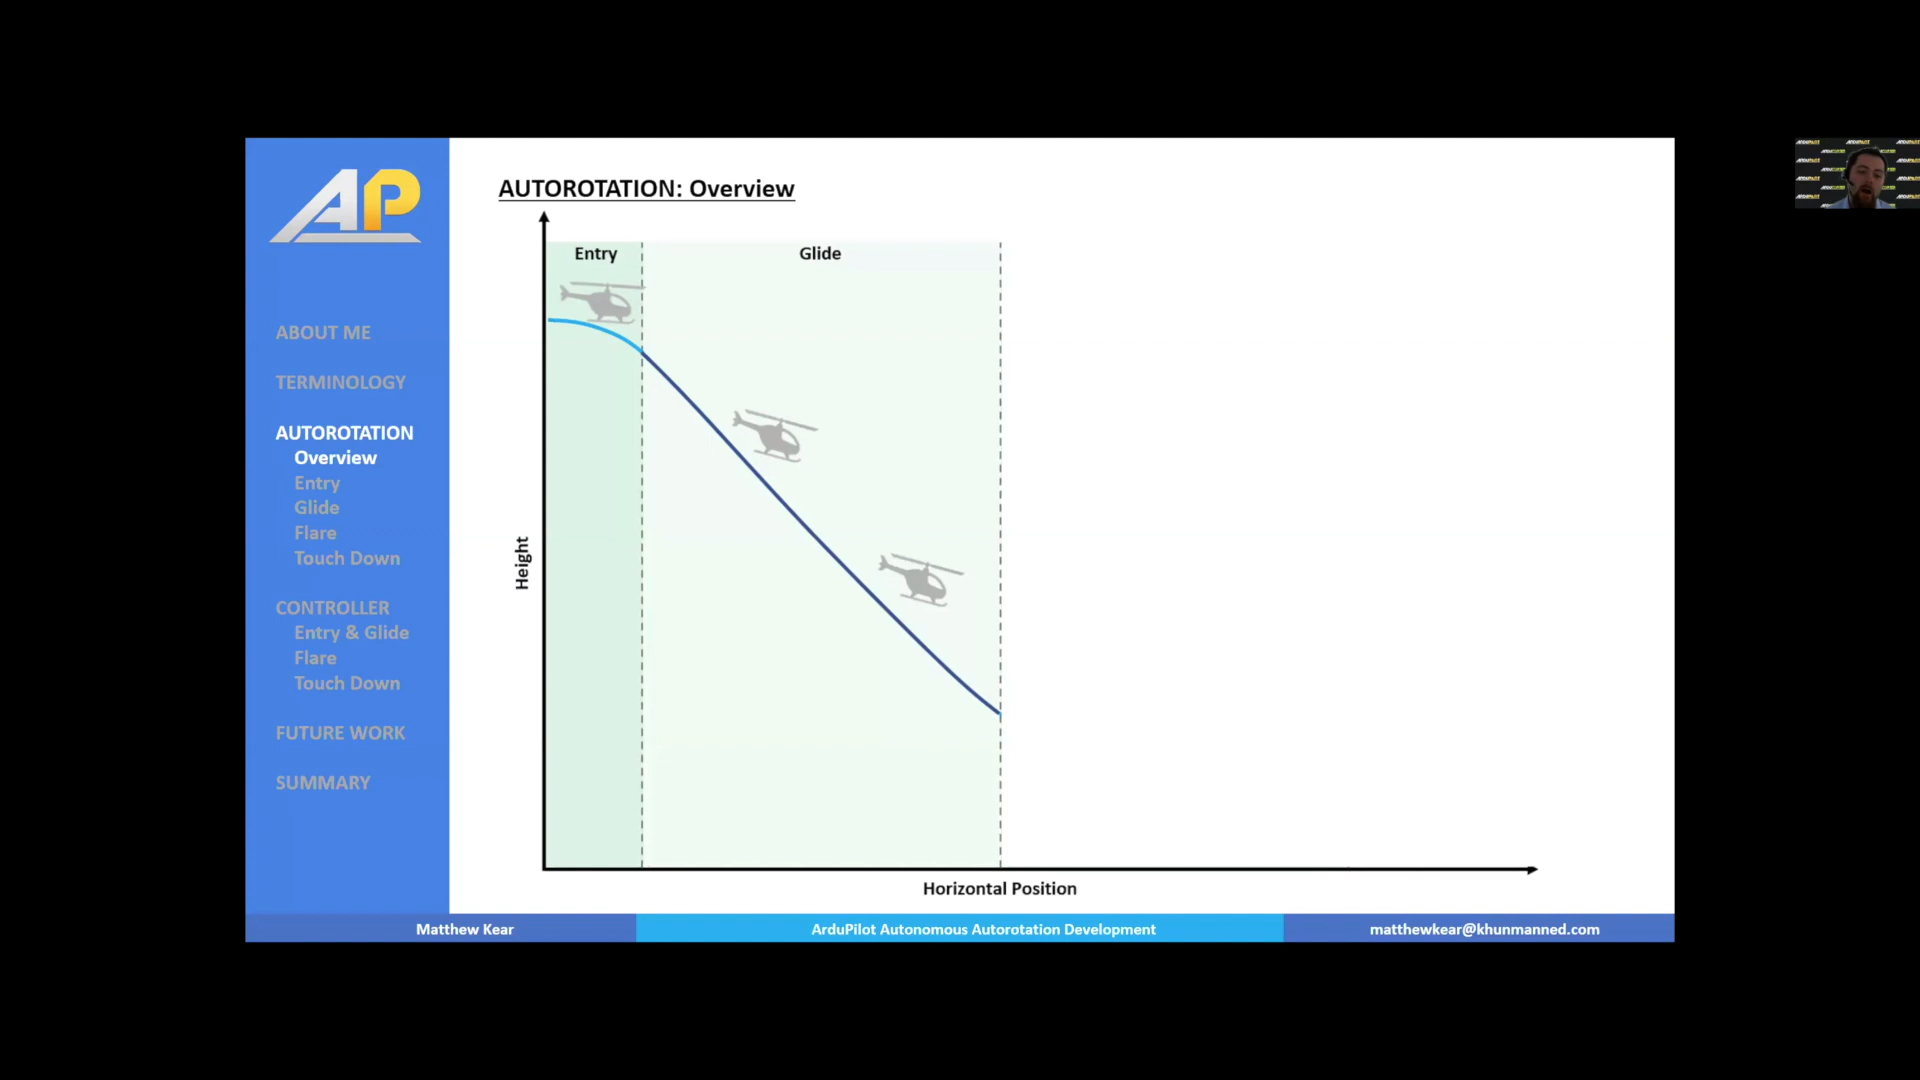 AP
ABOUT ME
TERMINOLOGY
AUTOROTATION
Overview
Entry
Glide
Flare
Touch Down
CONTROLLER
Entry & Glide
Flare
Touch Down
FUTURE WORK
SUMMARY
AUTOROTATION: Overview
Entry
Glide
Height
Horizontal Position
Matthew Kear
ArduPilot Autonomous Autorotation Development
matthewkear@khunmanned.com